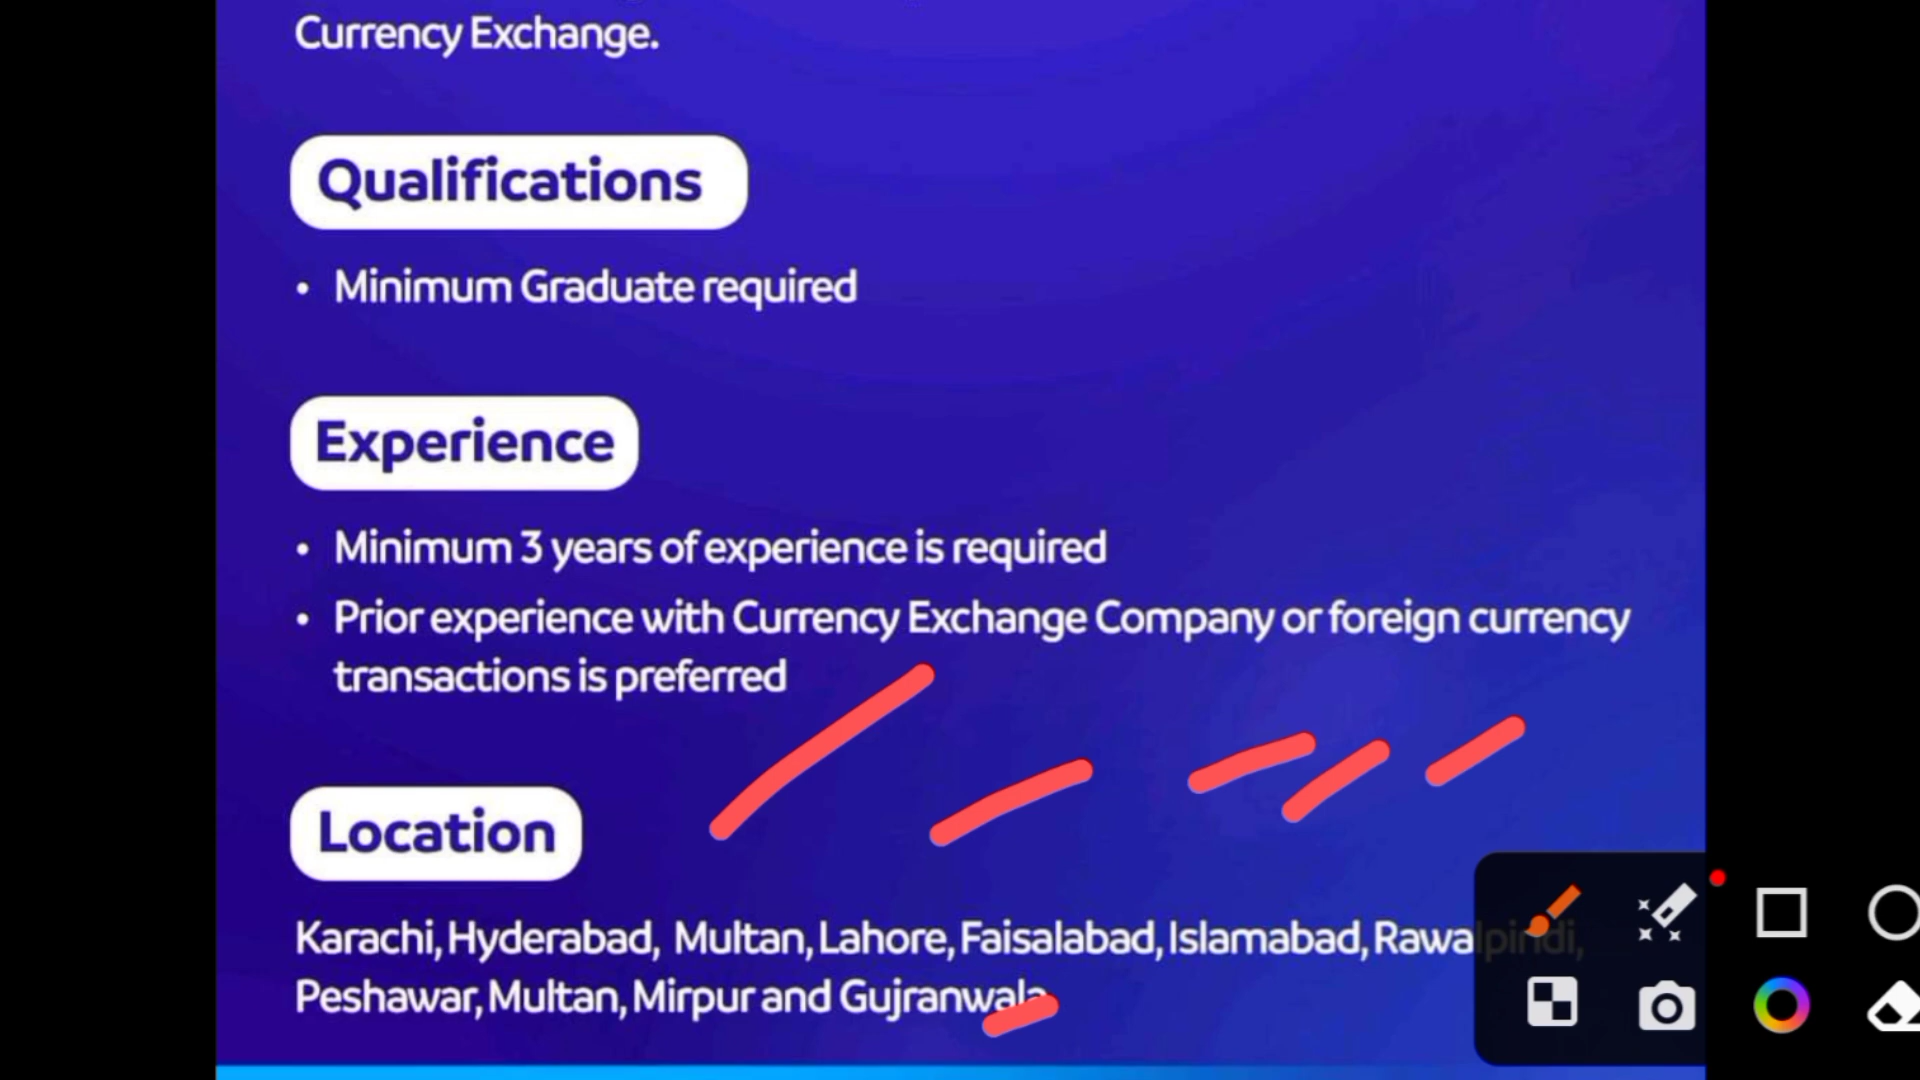 Currency Exchange.
Qualifications
• Minimum Graduate required
Experience
• Minimum 3 years of experience is required
• Prior experience with Currency Exchange Company or foreign currency
transactions is preferred
Location
Karachi, Hyderabad, Multan, Lahore, Faisalabad, Islamabad, Rawalpindi,
Peshawar, Multan, Mirpur and Gujranwala